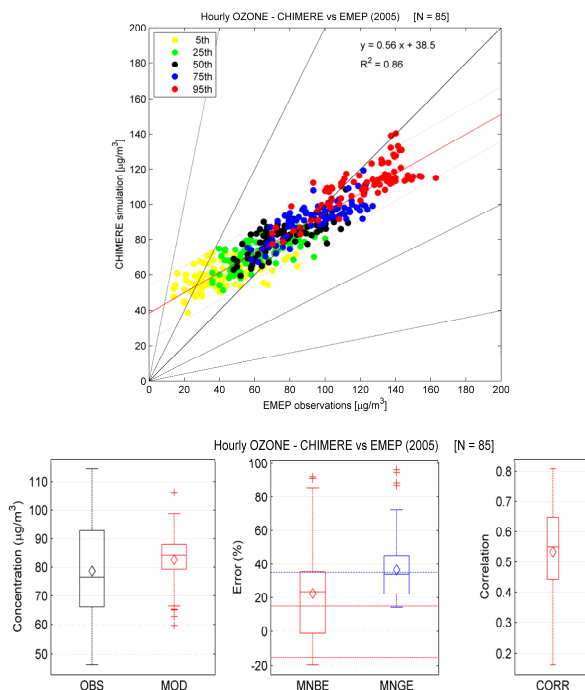 Hourly OZONE - CHIMERE vs EMEP (2005) [N = 85]
5th
25th
50th
75th
95th
y = 0.56 x + 38.5
R² = 0.86
200
180
160
140
120
100
80
60
40
20
0
CHIMERE simulation [µg/m³]
0 20 40 60 80 100 120 140 160 180 200
EMEP observations [µg/m³]
Hourly OZONE - CHIMERE vs EMEP (2005) [N = 85]
Concentration (µg/m³)
110
100
90
80
70
60
50
OBS MOD
Error (%)
100
80
60
40
20
0
-20
MNBE MNGE
Correlation
0.8
0.7
0.6
0.5
0.4
0.3
0.2
CORR